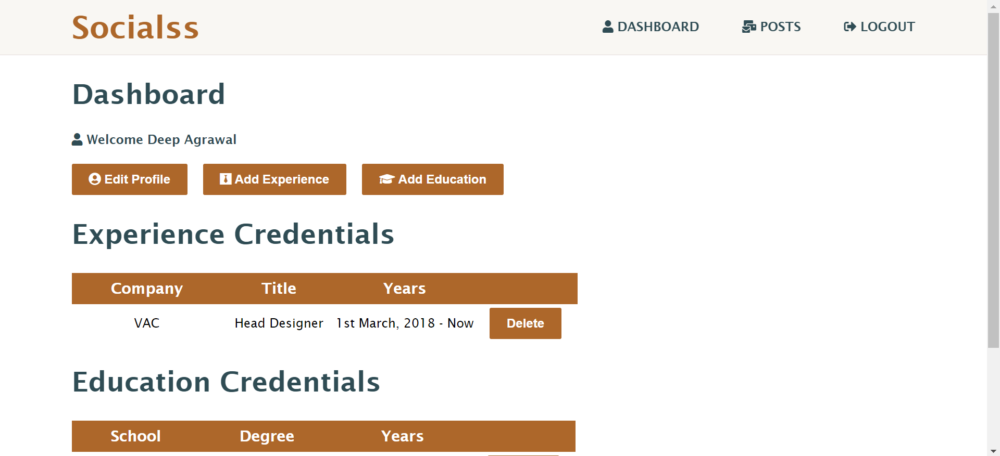 Socialss
DASHBOARD POSTS LOGOUT
Dashboard
Welcome Deep Agrawal
Edit Profile Add Experience Add Education
Experience Credentials
Company Title Years
VAC Head Designer 1st March, 2018 - Now Delete
Education Credentials
School Degree Years